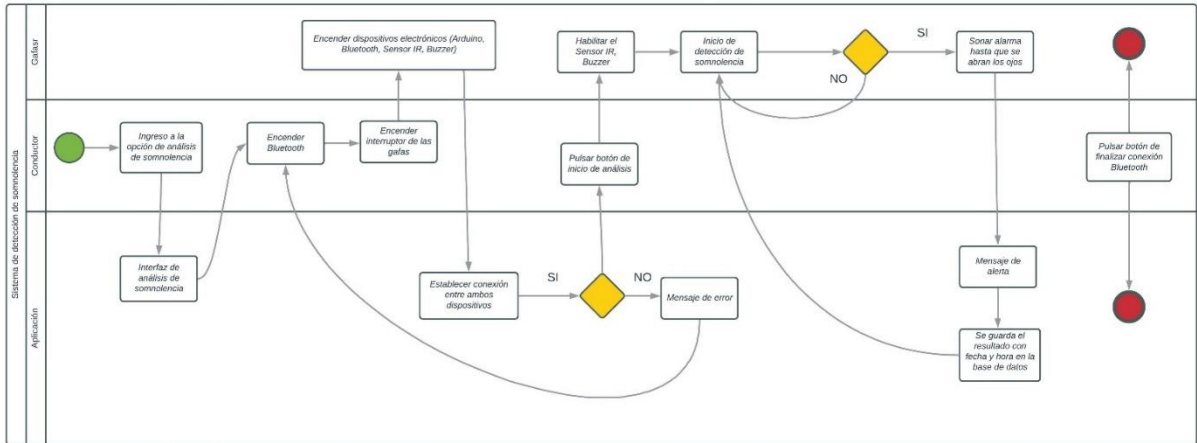 Sistema de detección de somnolencia
Gafasr
Encender dispositivos electrónicos (Arduino,
Bluetooth, Sensor IR, Buzzer)
Habilitar el
Sensor IR,
Buzzer
Inicio de
detección de
somnolencia
SI
NO
Sonar alarma
hasta que se
abran los ojos
Conductor
Ingreso a la
opción de análisis
de somnolencia
Encender
Bluetooth
Encender
interruptor de las
gafas
Pulsar botón de
inicio de análisis
Pulsar botón de
finalizar conexión
Bluetooth
Aplicación
Interfaz de
análisis de
somnolencia
Establecer conexión
entre ambos
dispositivos
SI
NO
Mensaje de error
Mensaje de
alerta
Se guarda el
resultado con
fecha y hora en la
base de datos